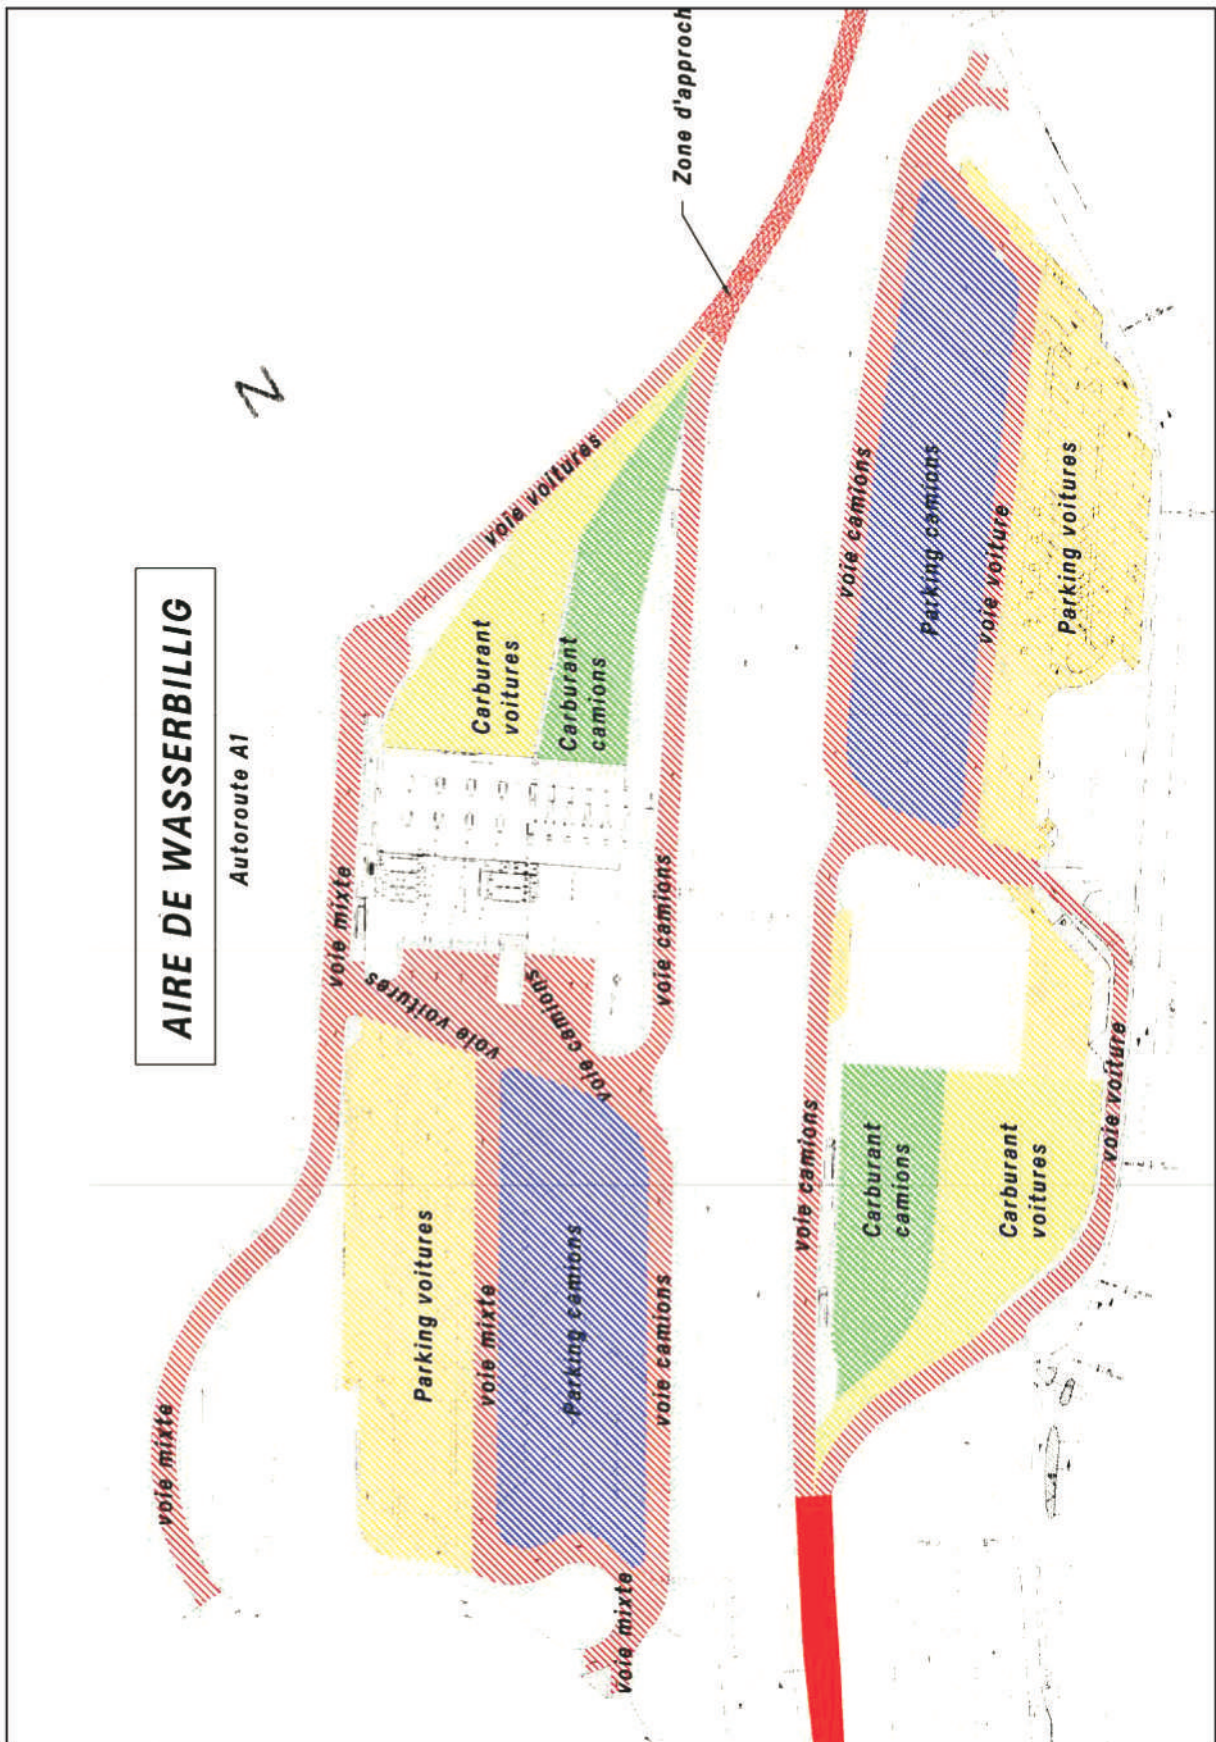 AIRE DE WASSERBILLIG
Autoroute A1
N
Zone d'approch
voie mixte
voie mixte
voie voitures
voie voitures
Carburant
voitures
Carburant
camions
voie camions
voie camions
Parking voitures
voie mixte
Parking camions
voie camions
voie mixte
voie camions
Parking camions
voie voiture
Parking voitures
voie camions
Carburant
camions
Carburant
voitures
voie voiture